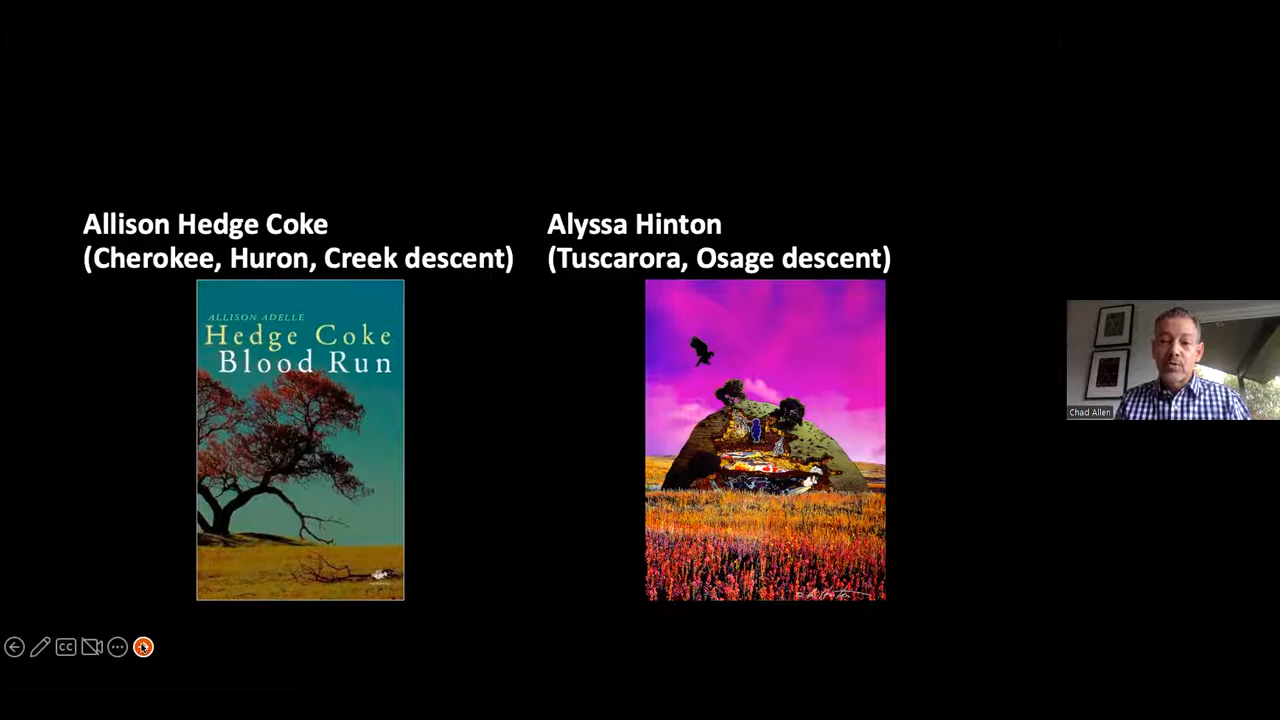 Allison Hedge Coke
(Cherokee, Huron, Creek descent)
ALLISON ADELLE
Hedge Coke
Blood Run
Alyssa Hinton
(Tuscarora, Osage descent)
Chad Allen
CC